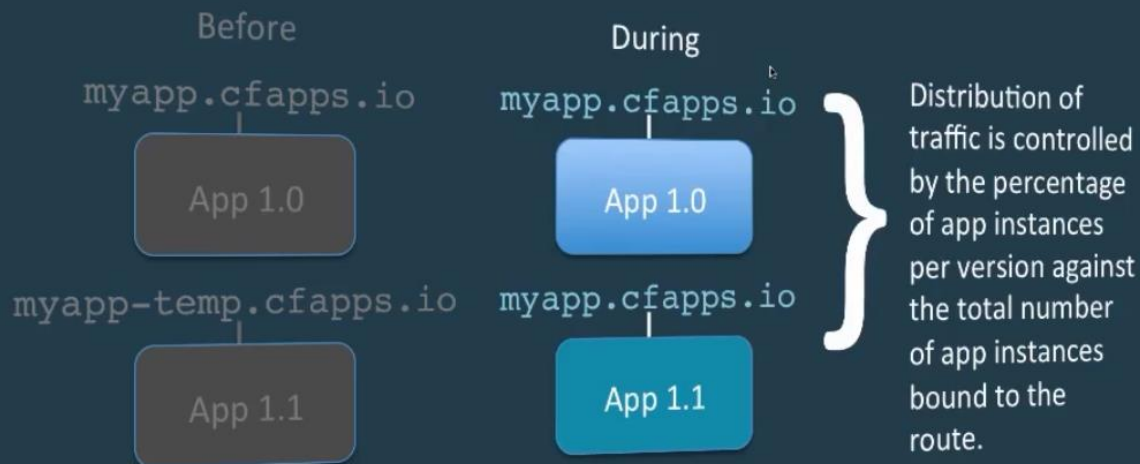 Before
myapp.cfapps.io
App 1.0
myapp-temp.cfapps.io
App 1.1
During
myapp.cfapps.io
App 1.0
myapp.cfapps.io
App 1.1
Distribution of
traffic is controlled
by the percentage
of app instances
per version against
the total number
of app instances
bound to the
route.